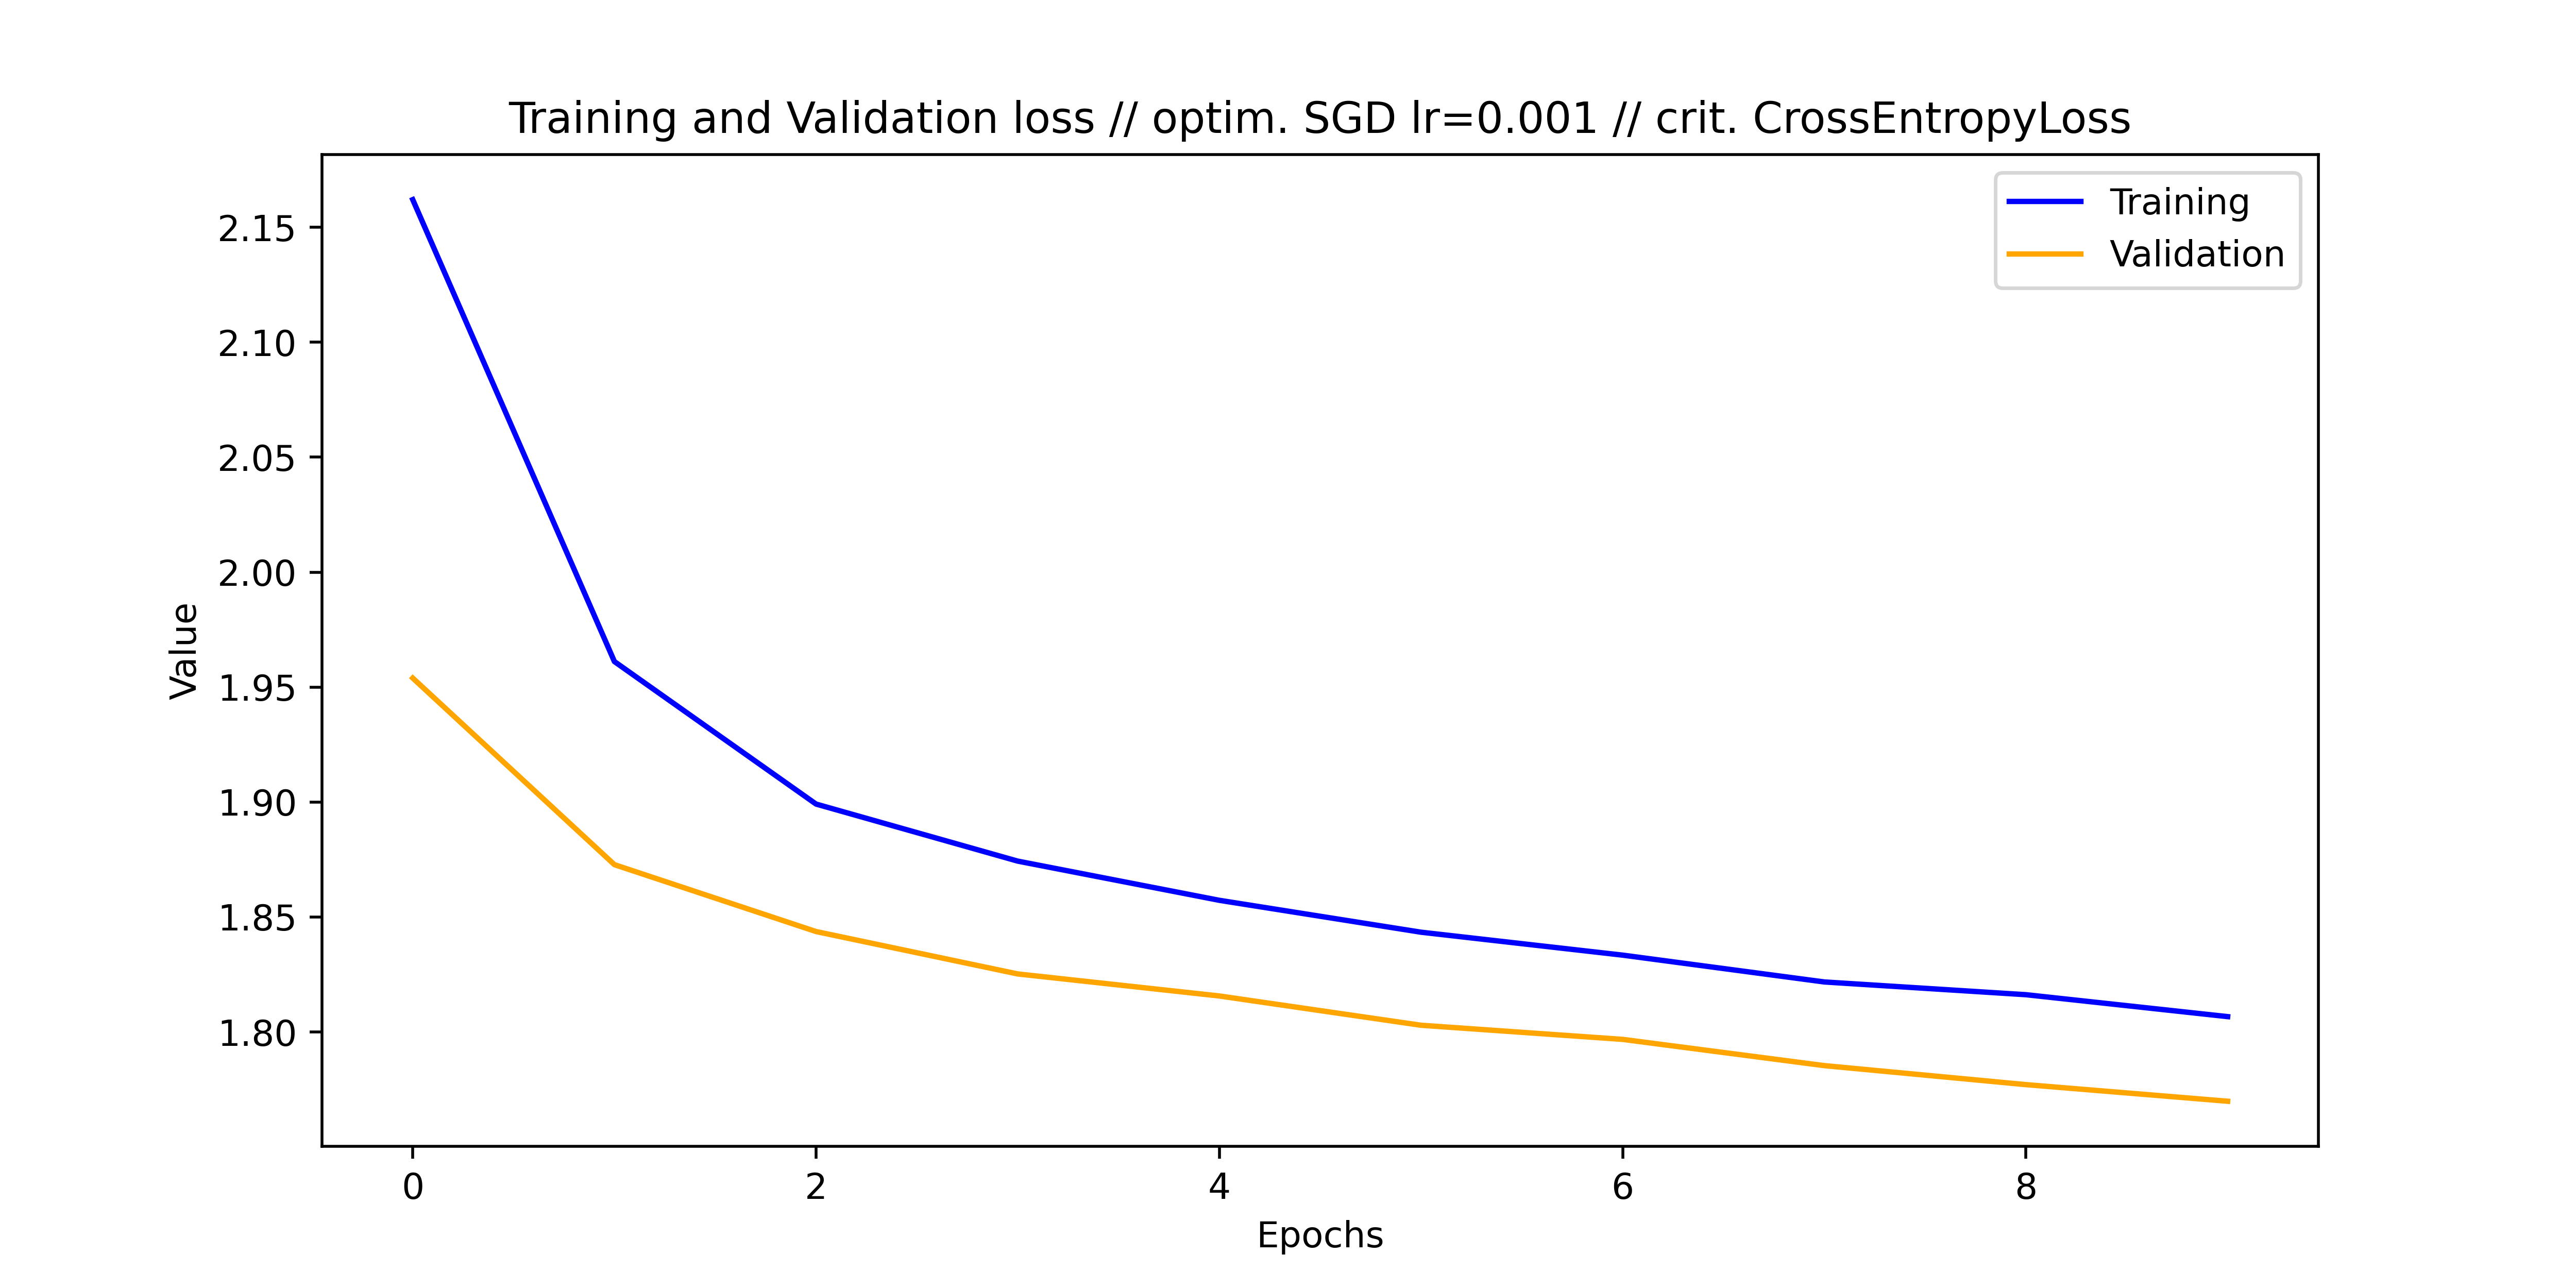 Training and Validation loss // optim. SGD lr=0.001 // crit. CrossEntropyLoss
Training
Validation
2.15
2.10
2.05
2.00
1.95
1.90
1.85
1.80
Value
0 2 4 6 8
Epochs